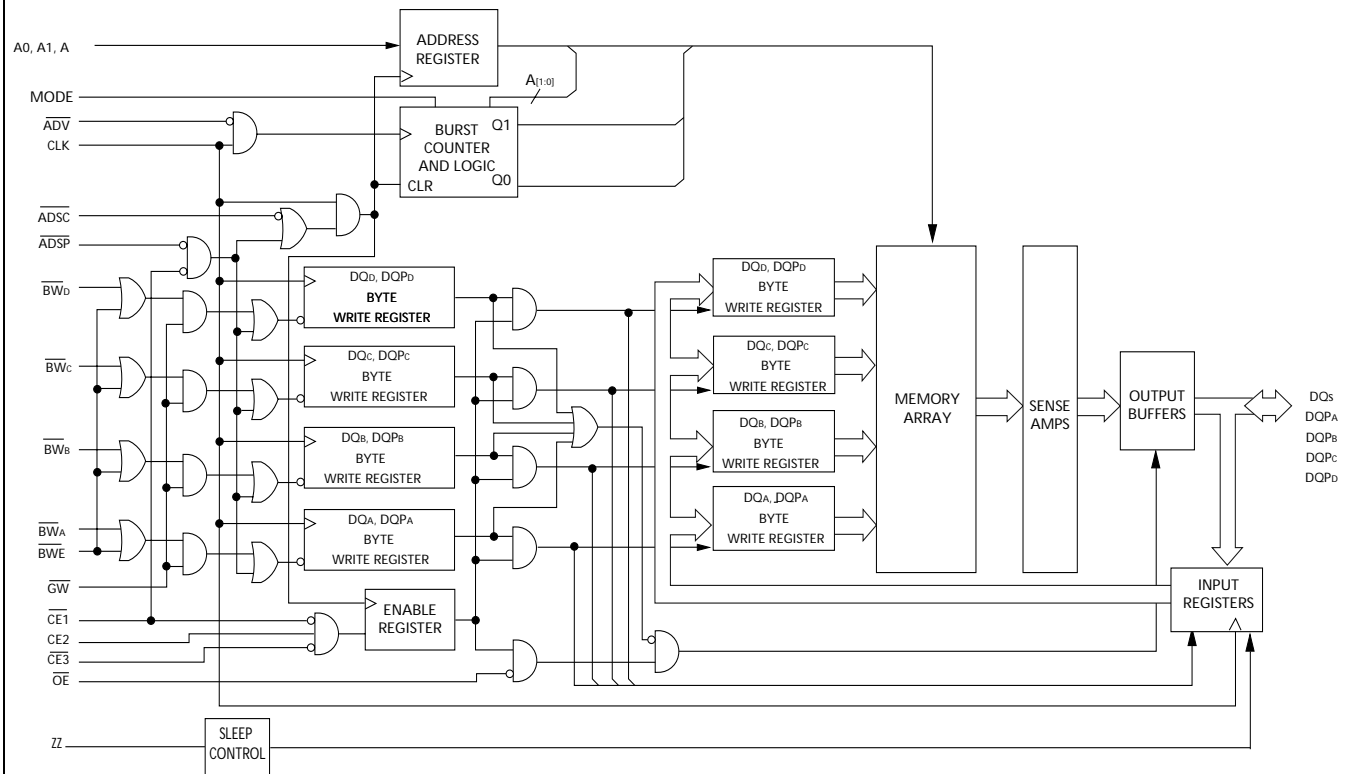 A0, A1, A
ADDRESS
REGISTER
A[1:0]
MODE
ADV
CLK
BURST
COUNTER
AND LOGIC
Q1
Q0
CLR
ADSC
ADSP
BWD
BWC
BWB
BWA
BWE
GW
CE1
CE2
CE3
OE
ZZ
SLEEP
CONTROL
DQD, DQPD
BYTE
WRITE REGISTER
DQC, DQPC
BYTE
WRITE REGISTER
DQB, DQPB
BYTE
WRITE REGISTER
DQA, DQPA
BYTE
WRITE REGISTER
ENABLE
REGISTER
DQD, DQPD
BYTE
WRITE REGISTER
DQC, DQPC
BYTE
WRITE REGISTER
DQB, DQPB
BYTE
WRITE REGISTER
DQA, DQPA
BYTE
WRITE REGISTER
MEMORY
ARRAY
SENSE
AMPS
OUTPUT
BUFFERS
DQs
DQPA
DQPB
DQPC
DQPD
INPUT
REGISTERS